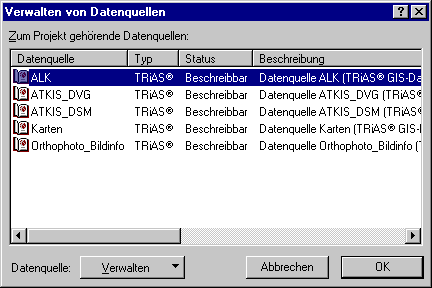 Verwalten von Datenquellen
Zum Projekt gehörende Datenquellen:
Datenquelle Typ Status Beschreibung
ALK TRiAS® Beschreibbar Datenquelle ALK (TRiAS® GIS-Da
ATKIS_DVG TRiAS® Beschreibbar Datenquelle ATKIS_DVG (TRiAS®
ATKIS_DSM TRiAS® Beschreibbar Datenquelle ATKIS_DSM (TRiAS
Karten TRiAS® Beschreibbar Datenquelle Karten (TRiAS® GIS-
Orthophoto_Bildinfo TRiAS® Beschreibbar Datenquelle Orthophoto_Bildinfo (
Datenquelle: Verwalten Abbrechen OK